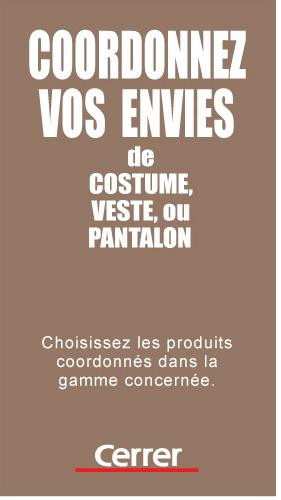 COORDONNEZ
VOS ENVIES
de
COSTUME,
VESTE, ou
PANTALON
Choisissez les produits
coordonnés dans la
gamme concernée.
Cerrer